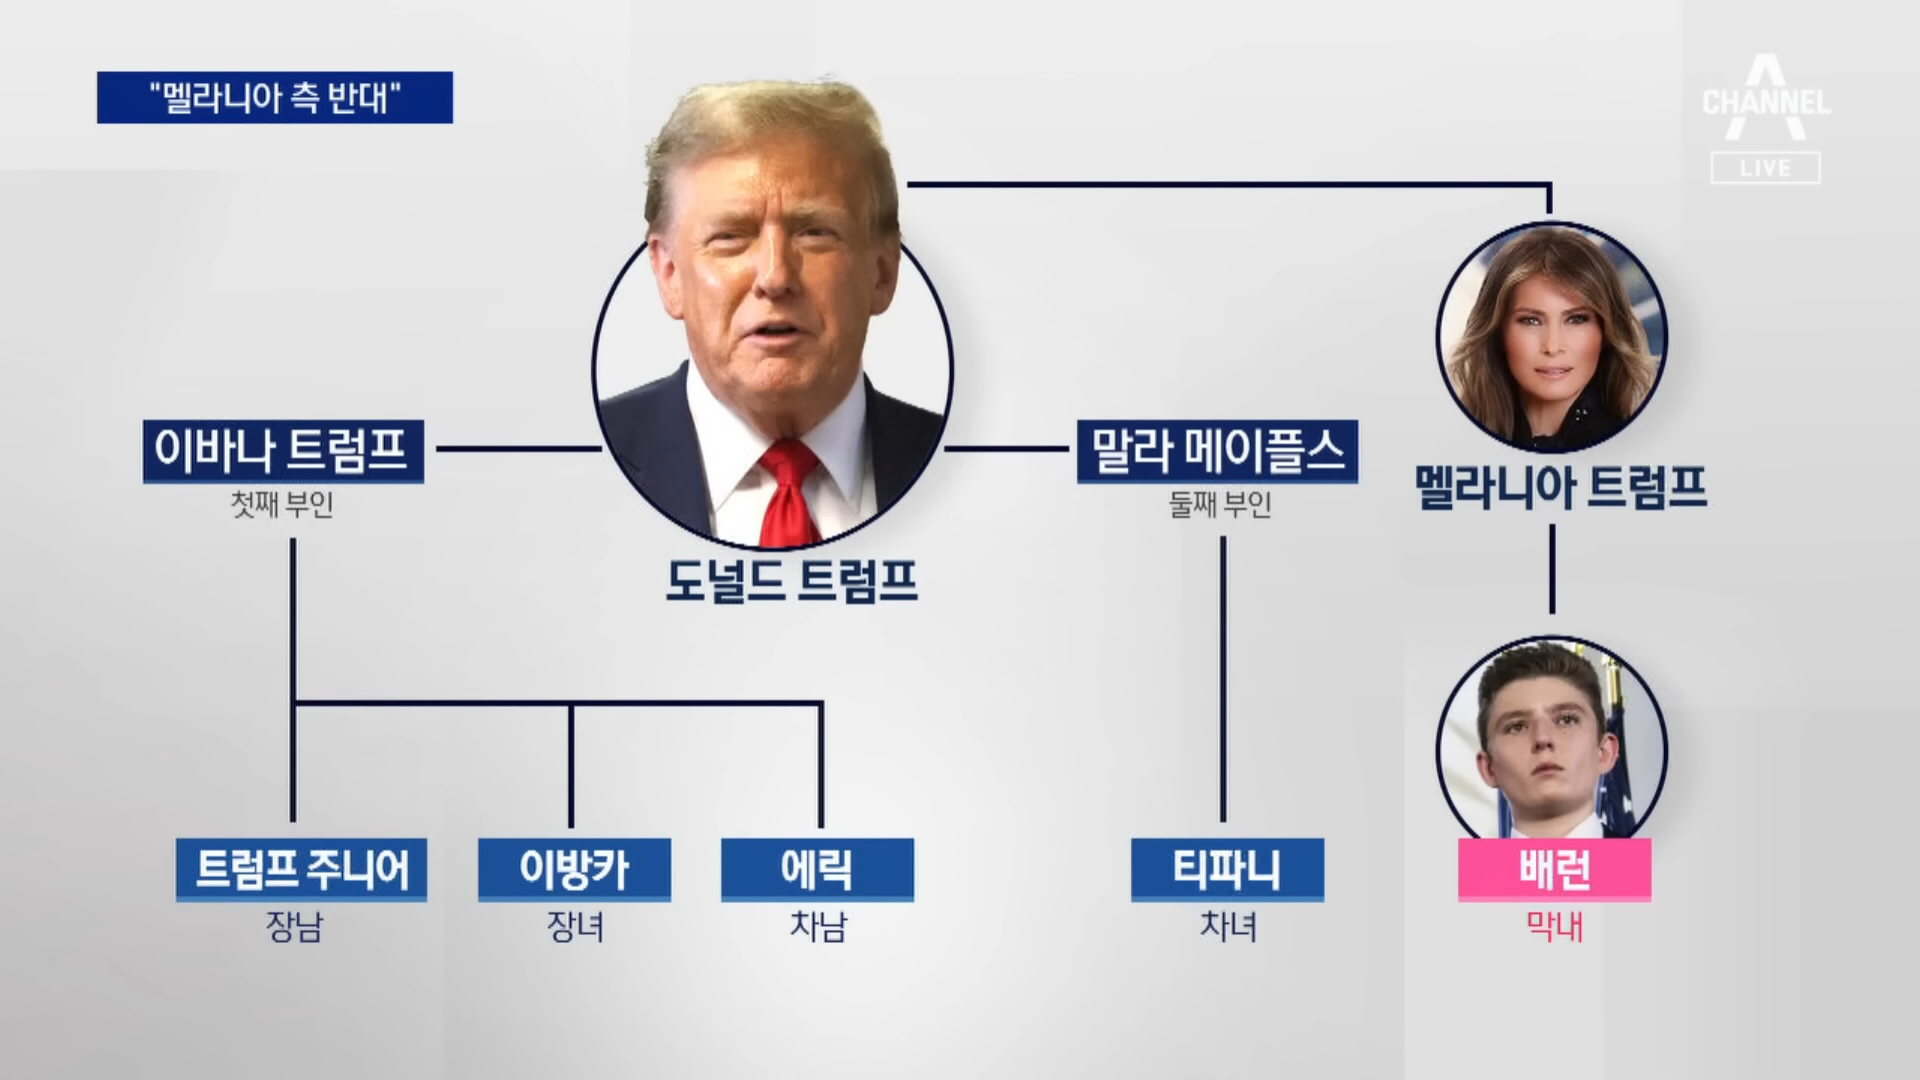 "멜라니아 측 반대"
CHANNEL A
LIVE
이바나 트럼프
첫째 부인
말라 메이플스
둘째 부인
멜라니아 트럼프
도널드 트럼프
트럼프 주니어
장남
이방카
장녀
에릭
차남
티파니
차녀
배런
막내